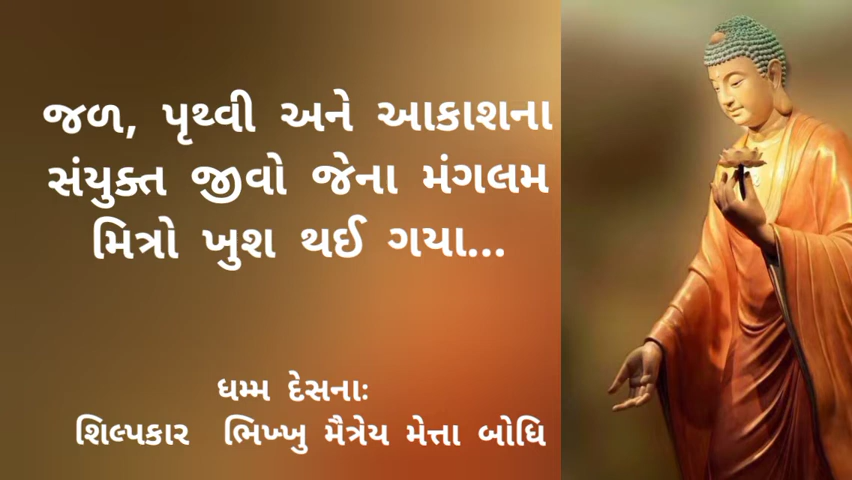 જળ, પૃથ્વી અને આકાશના
સંયુક્ત જીવો જેના મંગલમ
મિત્રો ખુશ થઈ ગયા...
ધમ્મ દેસનાઃ
શિલ્પકાર ભિખ્ખુ મૈત્રેય મેત્તા બોધિ